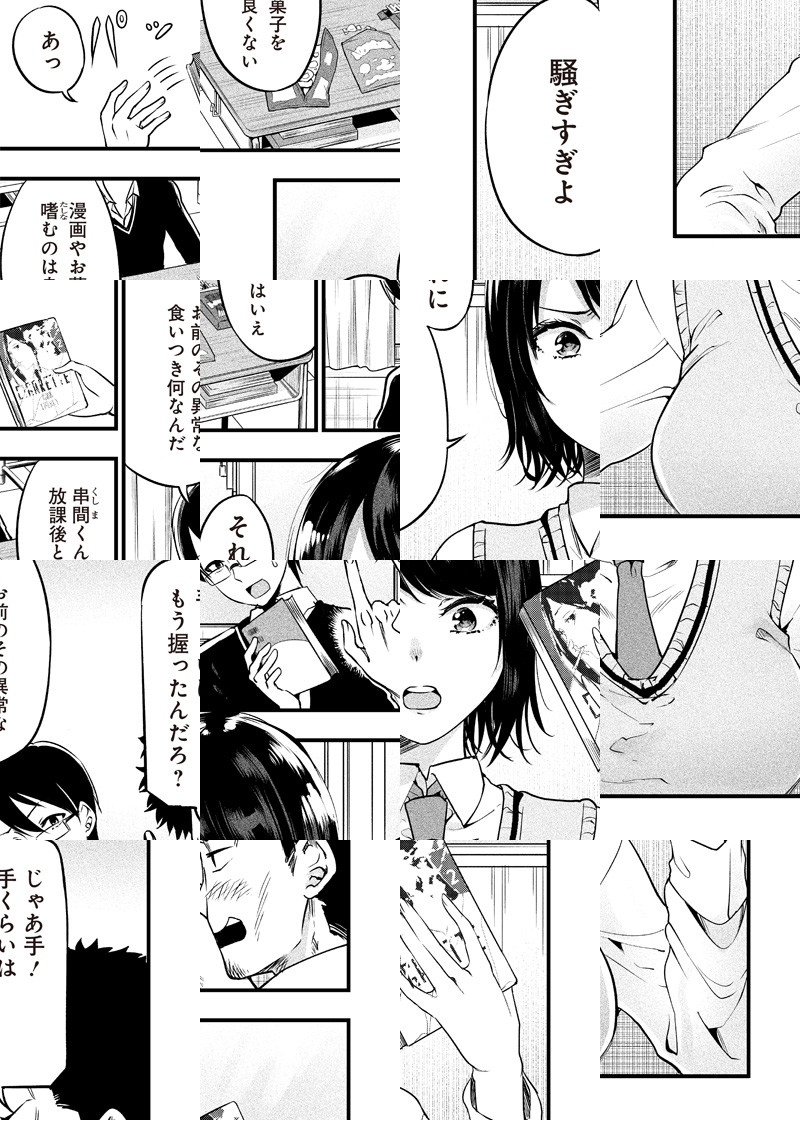 あっ
菓子を
良くない
騒ぎすぎよ
漫画やお
嗜むのは
お前のその異常な
食いつき何なんだ
はいえ
れに
串間くん
放課後と
それ
お前のその異常な
もう握ったんだろ？
じゃあ手！
手くらいは